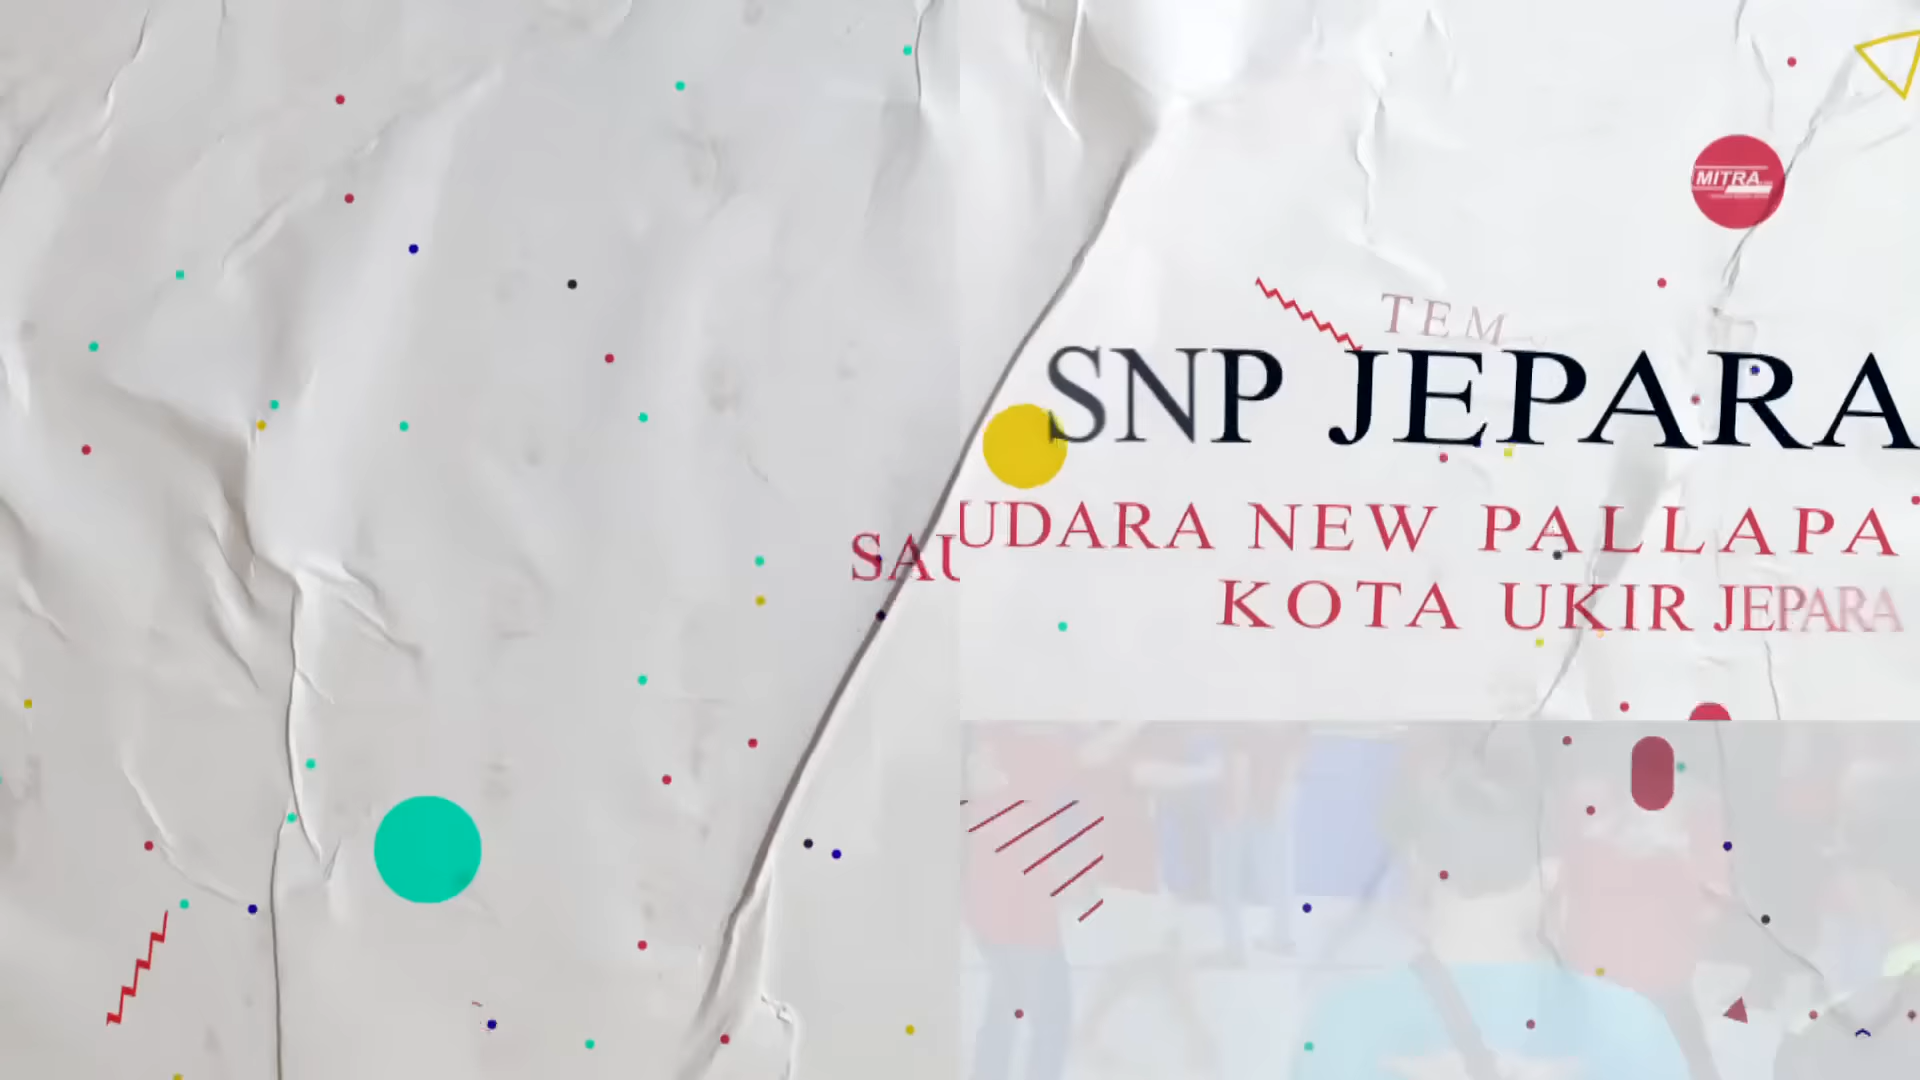 MITRA
TEM
SNP JEPARA
SAUDARA NEW PALLAPA
KOTA UKIR JEPARA